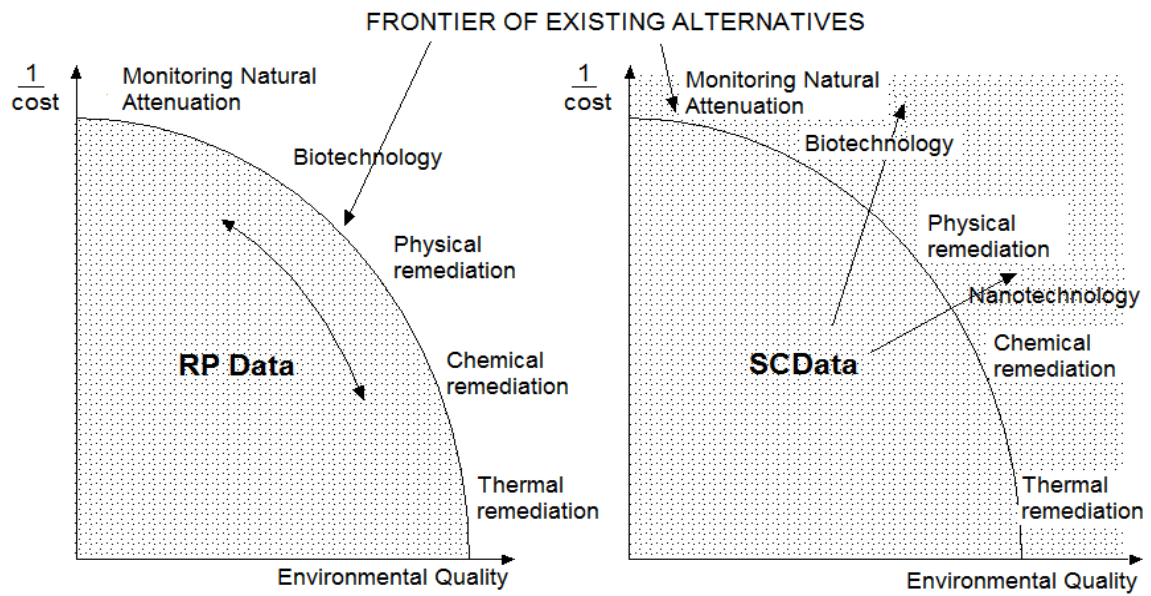 FRONTIER OF EXISTING ALTERNATIVES
1
cost
Monitoring Natural
Attenuation
Biotechnology
Physical
remediation
RP Data
Chemical
remediation
Thermal
remediation
Environmental Quality
1
cost
Monitoring Natural
Attenuation
Biotechnology
Physical
remediation
Nanotechnology
SCData
Chemical
remediation
Thermal
remediation
Environmental Quality